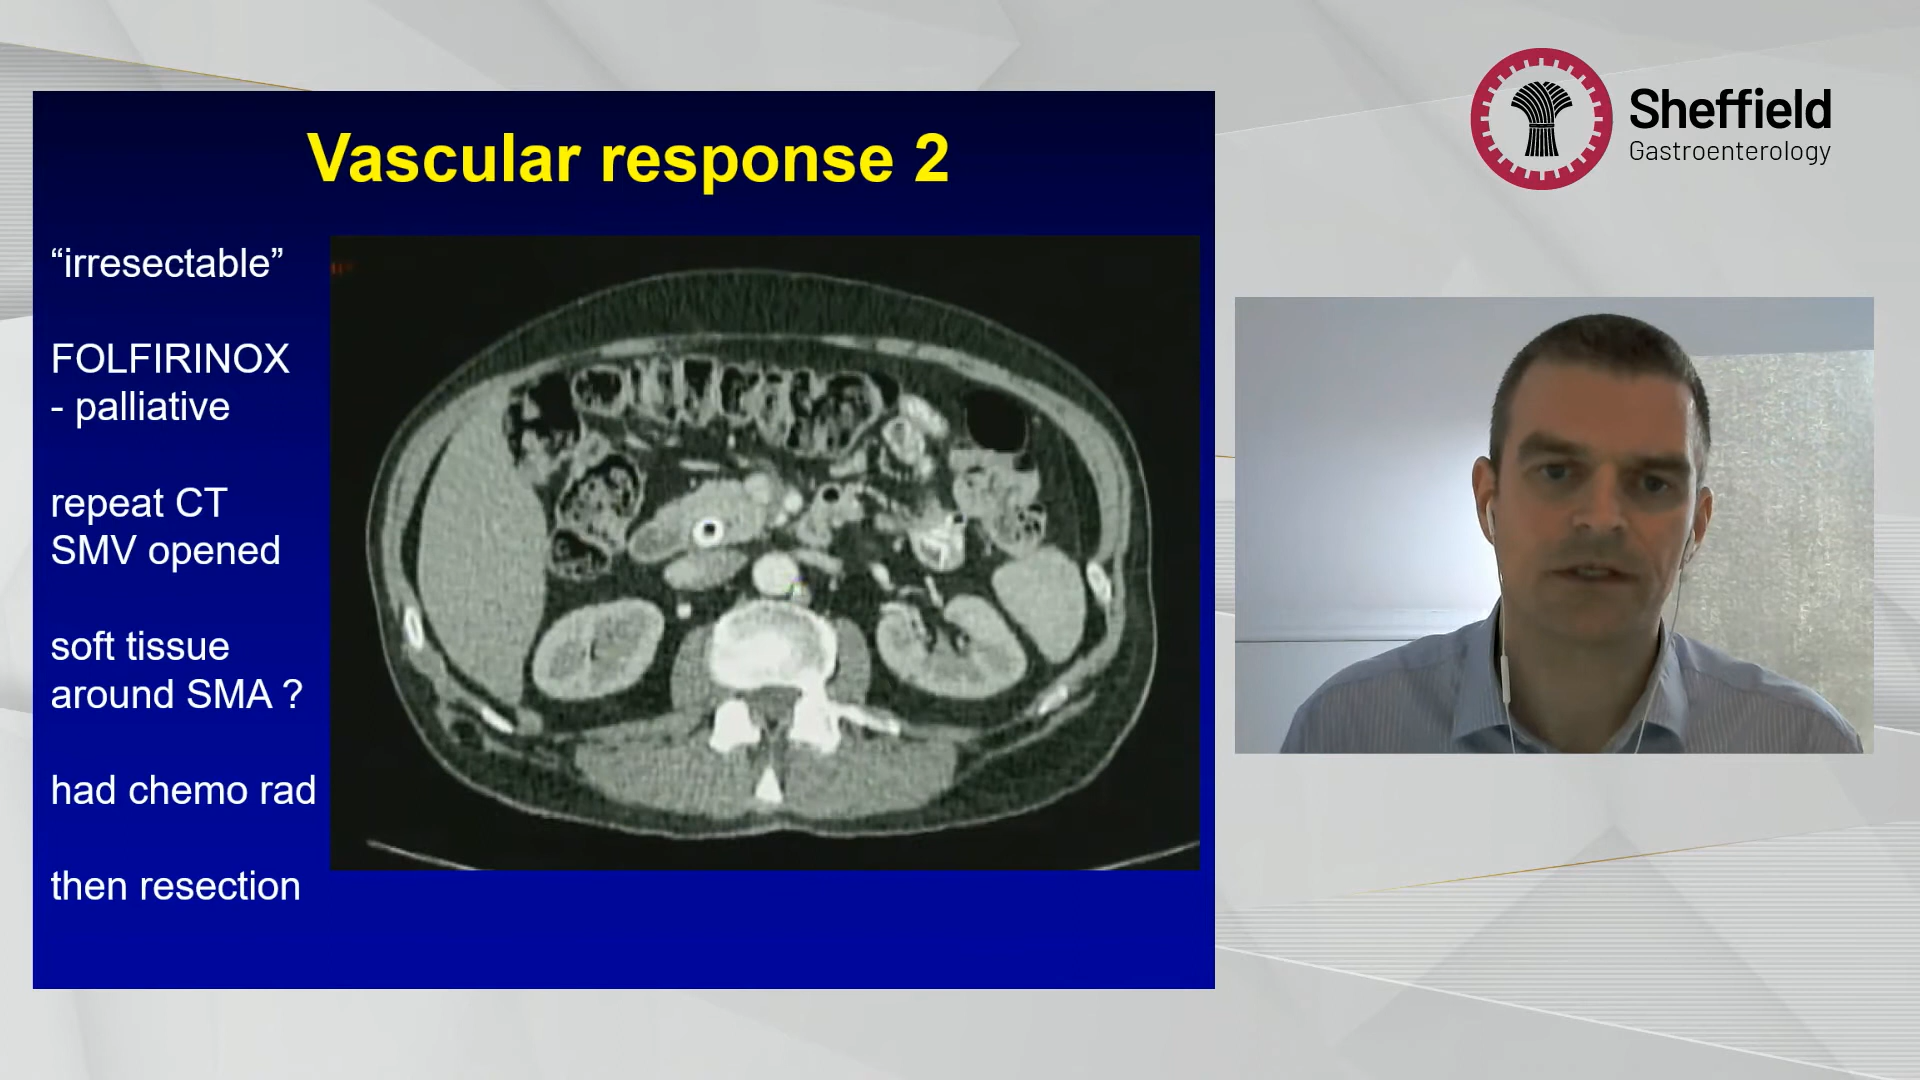 Vascular response 2
“irresectable”
FOLFIRINOX
- palliative
repeat CT
SMV opened
soft tissue
around SMA ?
had chemo rad
then resection
Sheffield
Gastroenterology